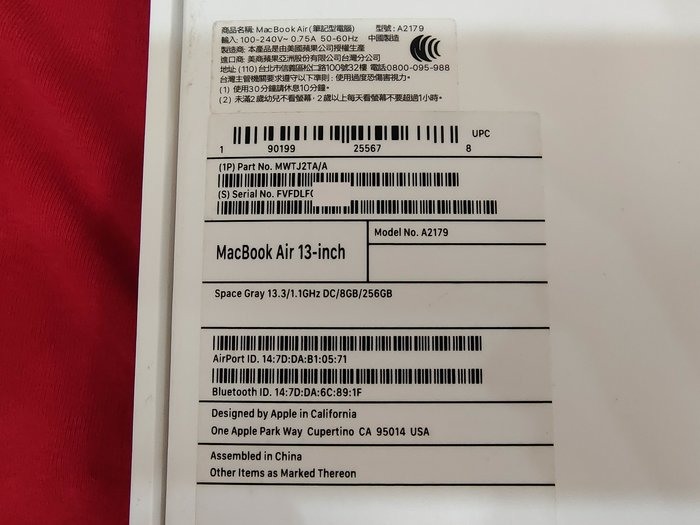 商品名稱: MacBook Air(筆記型電腦) 型號: A2179
輸入: 100-240V~ 0.75A 50-60Hz 中國製造
製造商: 本產品是由美國蘋果公司授權生產
進口商: 美商蘋果亞洲股份有限公司台灣分公司
地址: (110) 台北市信義區松仁路100號32樓 電話:0800-095-988
台灣主管機關要求遵守以下準則: 使用過度恐傷害視力。
(1) 使用30分鐘請休息10分鐘。
(2) 未滿2歲幼兒不看螢幕, 2歲以上每天看螢幕不要超過1小時。
UPC
1 90199 25567 8
(1P) Part No. MWTJ2TA/A
(S) Serial No. FVFDLF
MacBook Air 13-inch
Model No. A2179
Space Gray 13.3/1.1GHz DC/8GB/256GB
AirPort ID. 14:7D:DA:B1:05:71
Bluetooth ID. 14:7D:DA:6C:89:1F
Designed by Apple in California
One Apple Park Way Cupertino CA 95014 USA
Assembled in China
Other Items as Marked Thereon